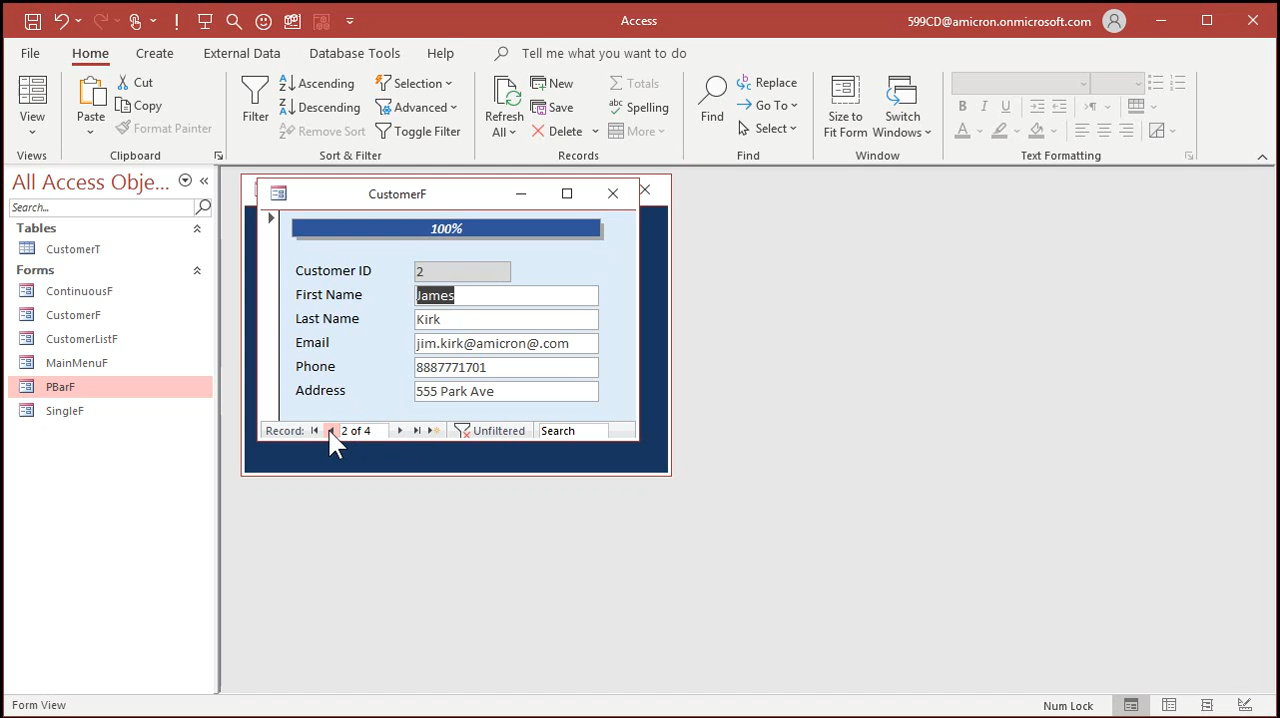 Access
599CD@amicron.onmicrosoft.com
File Home Create External Data Database Tools Help Tell me what you want to do
View
Views
Paste
Cut
Copy
Format Painter
Clipboard
Filter
Ascending
Descending
Remove Sort
Selection
Advanced
Toggle Filter
Sort & Filter
Refresh
All
New
Save
Delete
Totals
Spelling
More
Records
Find
Replace
Go To
Select
Find
Size to
Fit Form
Switch
Windows
Window
B I U
A
Text Formatting
All Access Obje...
Search...
Tables
CustomerT
Forms
ContinuousF
CustomerF
CustomerListF
MainMenuF
PBarF
SingleF
CustomerF
100%
Customer ID 2
First Name James
Last Name Kirk
Email jim.kirk@amicron@.com
Phone 8887771701
Address 555 Park Ave
Record: 2 of 4 Unfiltered Search
Form View
Num Lock